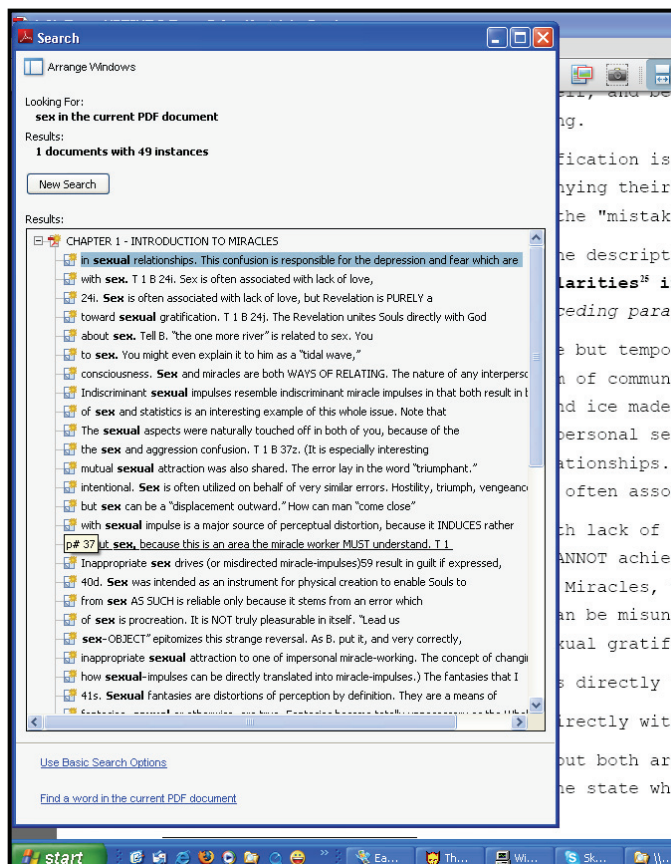 Search
Arrange Windows
Looking For:
sex in the current PDF document
Results:
1 documents with 49 instances
New Search
Results:
CHAPTER 1 - INTRODUCTION TO MIRACLES
in sexual relationships. This confusion is responsible for the depression and fear which are
with sex. T 1 B 24i. Sex is often associated with lack of love,
24i. Sex is often associated with lack of love, but Revelation is PURELY a
toward sexual gratification. T 1 B 24j. The Revelation unites Souls directly with God
about sex. Tell B. "the one more river" is related to sex. You
to sex. You might even explain it to him as a "tidal wave,"
consciousness. Sex and miracles are both WAYS OF RELATING. The nature of any interperso
Indiscriminant sexual impulses resemble indiscriminant miracle impulses in that both result in b
of sex and statistics is an interesting example of this whole issue. Note that
The sexual aspects were naturally touched off in both of you, because of the
the sex and aggression confusion. T 1 B 37z. (It is especially interesting
mutual sexual attraction was also shared. The error lay in the word "triumphant."
intentional. Sex is often utilized on behalf of very similar errors. Hostility, triumph, vengeance
but sex can be a "displacement outward." How can man "come close"
with sexual impulse is a major source of perceptual distortion, because it INDUCES rather
p# 37 ut sex, because this is an area the miracle worker MUST understand. T 1
Inappropriate sex drives (or misdirected miracle-impulses)59 result in guilt if expressed,
40d. Sex was intended as an instrument for physical creation to enable Souls to
from sex AS SUCH is reliable only because it stems from an error which
of sex is procreation. It is NOT truly pleasurable in itself. "Lead us
sex-OBJECT" epitomizes this strange reversal. As B. put it, and very correctly,
inappropriate sexual attraction to one of impersonal miracle-working. The concept of changi
how sexual-impulses can be directly translated into miracle-impulses.) The fantasies that I
41s. Sexual fantasies are distortions of perception by definition. They are a means of
Use Basic Search Options
Find a word in the current PDF document
elf, and be
ng.
fication is
nying their
the "mistak
he descript
larities²⁵ i
ceding para
e but tempo
n of commun
nd ice made
personal se
ationships.
often asso
th lack of
ANNOT achie
Miracles,
an be misun
xual gratif
s directly
irectly wit
out both ar
he state wh
start
Ea...
Th...
Wi...
Sk...
\\...